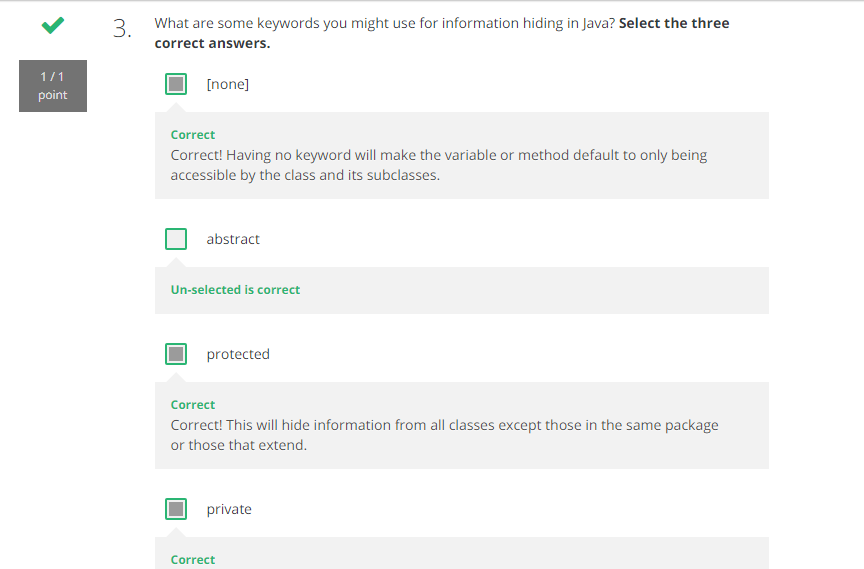 3. What are some keywords you might use for information hiding in Java? Select the three
correct answers.
1 / 1
point
[none]
Correct
Correct! Having no keyword will make the variable or method default to only being
accessible by the class and its subclasses.
abstract
Un-selected is correct
protected
Correct
Correct! This will hide information from all classes except those in the same package
or those that extend.
private
Correct